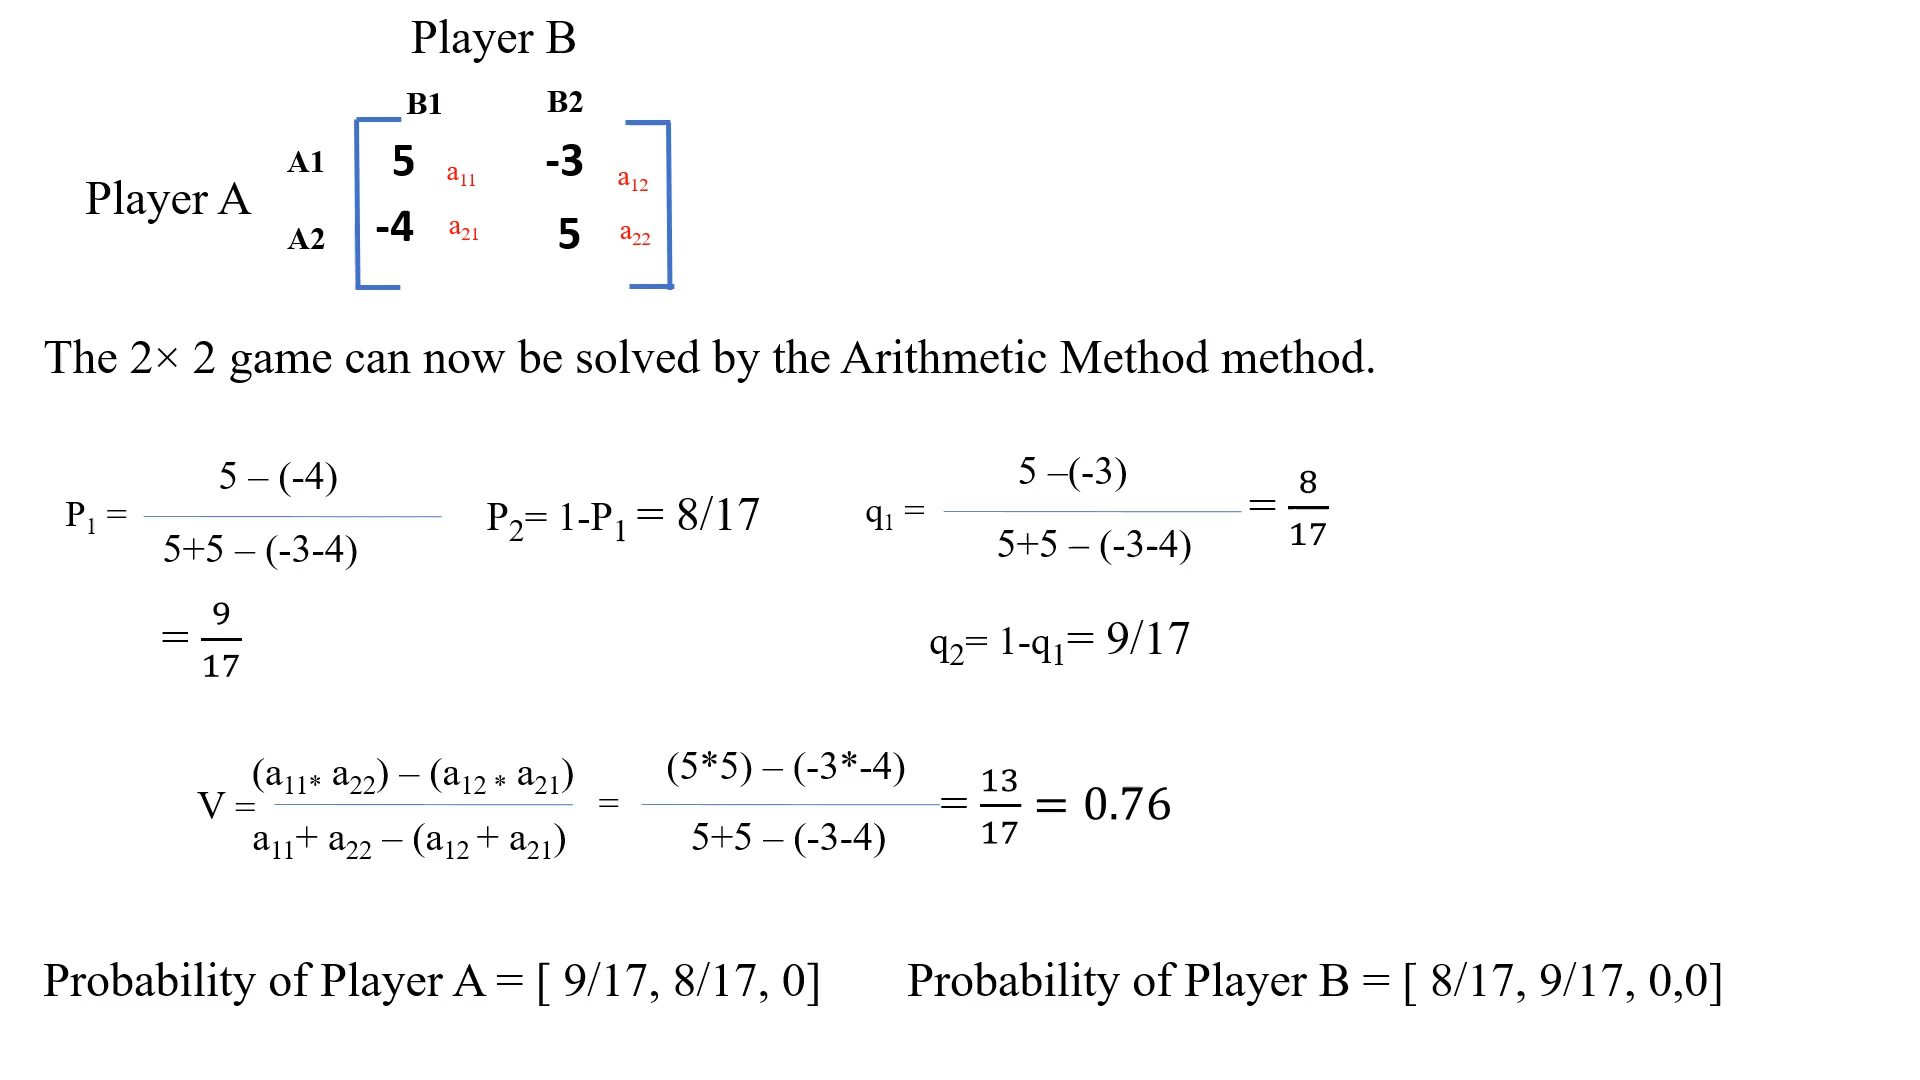 Player B
B1 B2
A1 5 a11 -3 a12
Player A
A2 -4 a21 5 a22
The 2× 2 game can now be solved by the Arithmetic Method method.
P1 = 5 – (-4) / 5+5 – (-3-4) P2= 1-P1 = 8/17 q1 = 5 –(-3) / 5+5 – (-3-4) = 8/17
= 9/17 q2= 1-q1= 9/17
V = (a11* a22) – (a12 * a21) / a11+ a22 – (a12 + a21) = (5*5) – (-3*-4) / 5+5 – (-3-4) = 13/17 = 0.76
Probability of Player A = [ 9/17, 8/17, 0] Probability of Player B = [ 8/17, 9/17, 0,0]